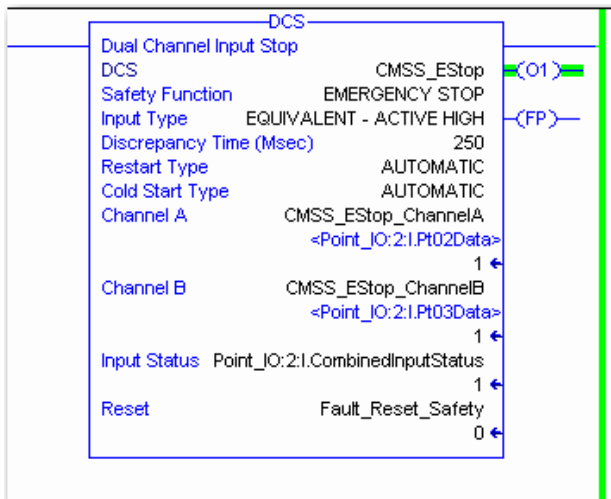 DCS
Dual Channel Input Stop
DCS CMSS_EStop (O1)
Safety Function EMERGENCY STOP
Input Type EQUIVALENT - ACTIVE HIGH (FP)
Discrepancy Time (Msec) 250
Restart Type AUTOMATIC
Cold Start Type AUTOMATIC
Channel A CMSS_EStop_ChannelA
<Point_IO:2:I.Pt02Data>
1
Channel B CMSS_EStop_ChannelB
<Point_IO:2:I.Pt03Data>
1
Input Status Point_IO:2:I.CombinedInputStatus
1
Reset Fault_Reset_Safety
0